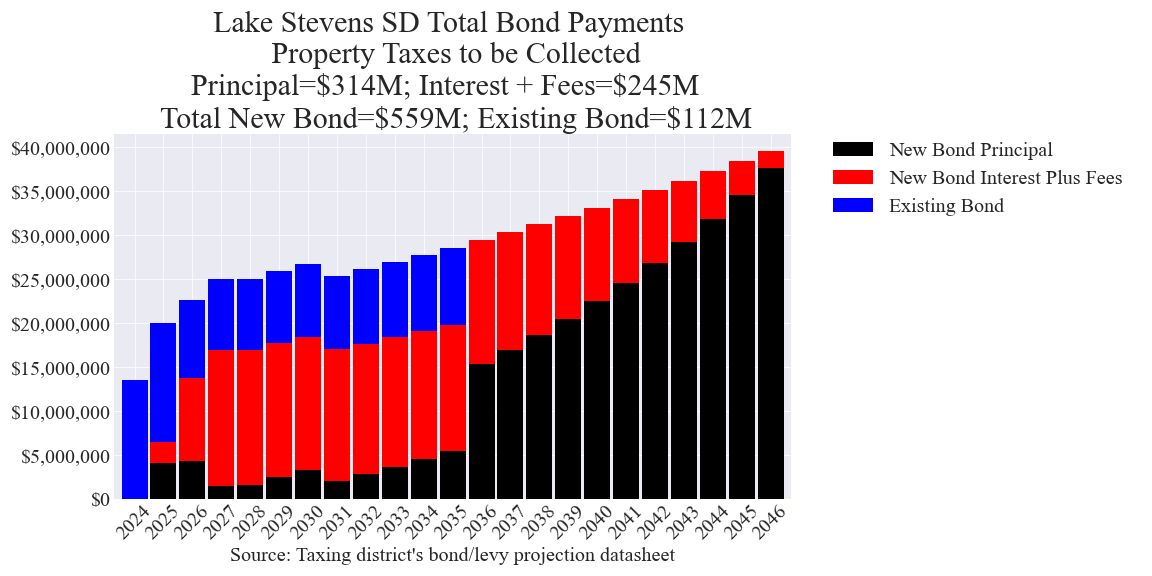 Lake Stevens SD Total Bond Payments
Property Taxes to be Collected
Principal=$314M; Interest + Fees=$245M
Total New Bond=$559M; Existing Bond=$112M
$40,000,000
$35,000,000
$30,000,000
$25,000,000
$20,000,000
$15,000,000
$10,000,000
$5,000,000
$0
New Bond Principal
New Bond Interest Plus Fees
Existing Bond
2024 2025 2026 2027 2028 2029 2030 2031 2032 2033 2034 2035 2036 2037 2038 2039 2040 2041 2042 2043 2044 2045 2046
Source: Taxing district's bond/levy projection datasheet